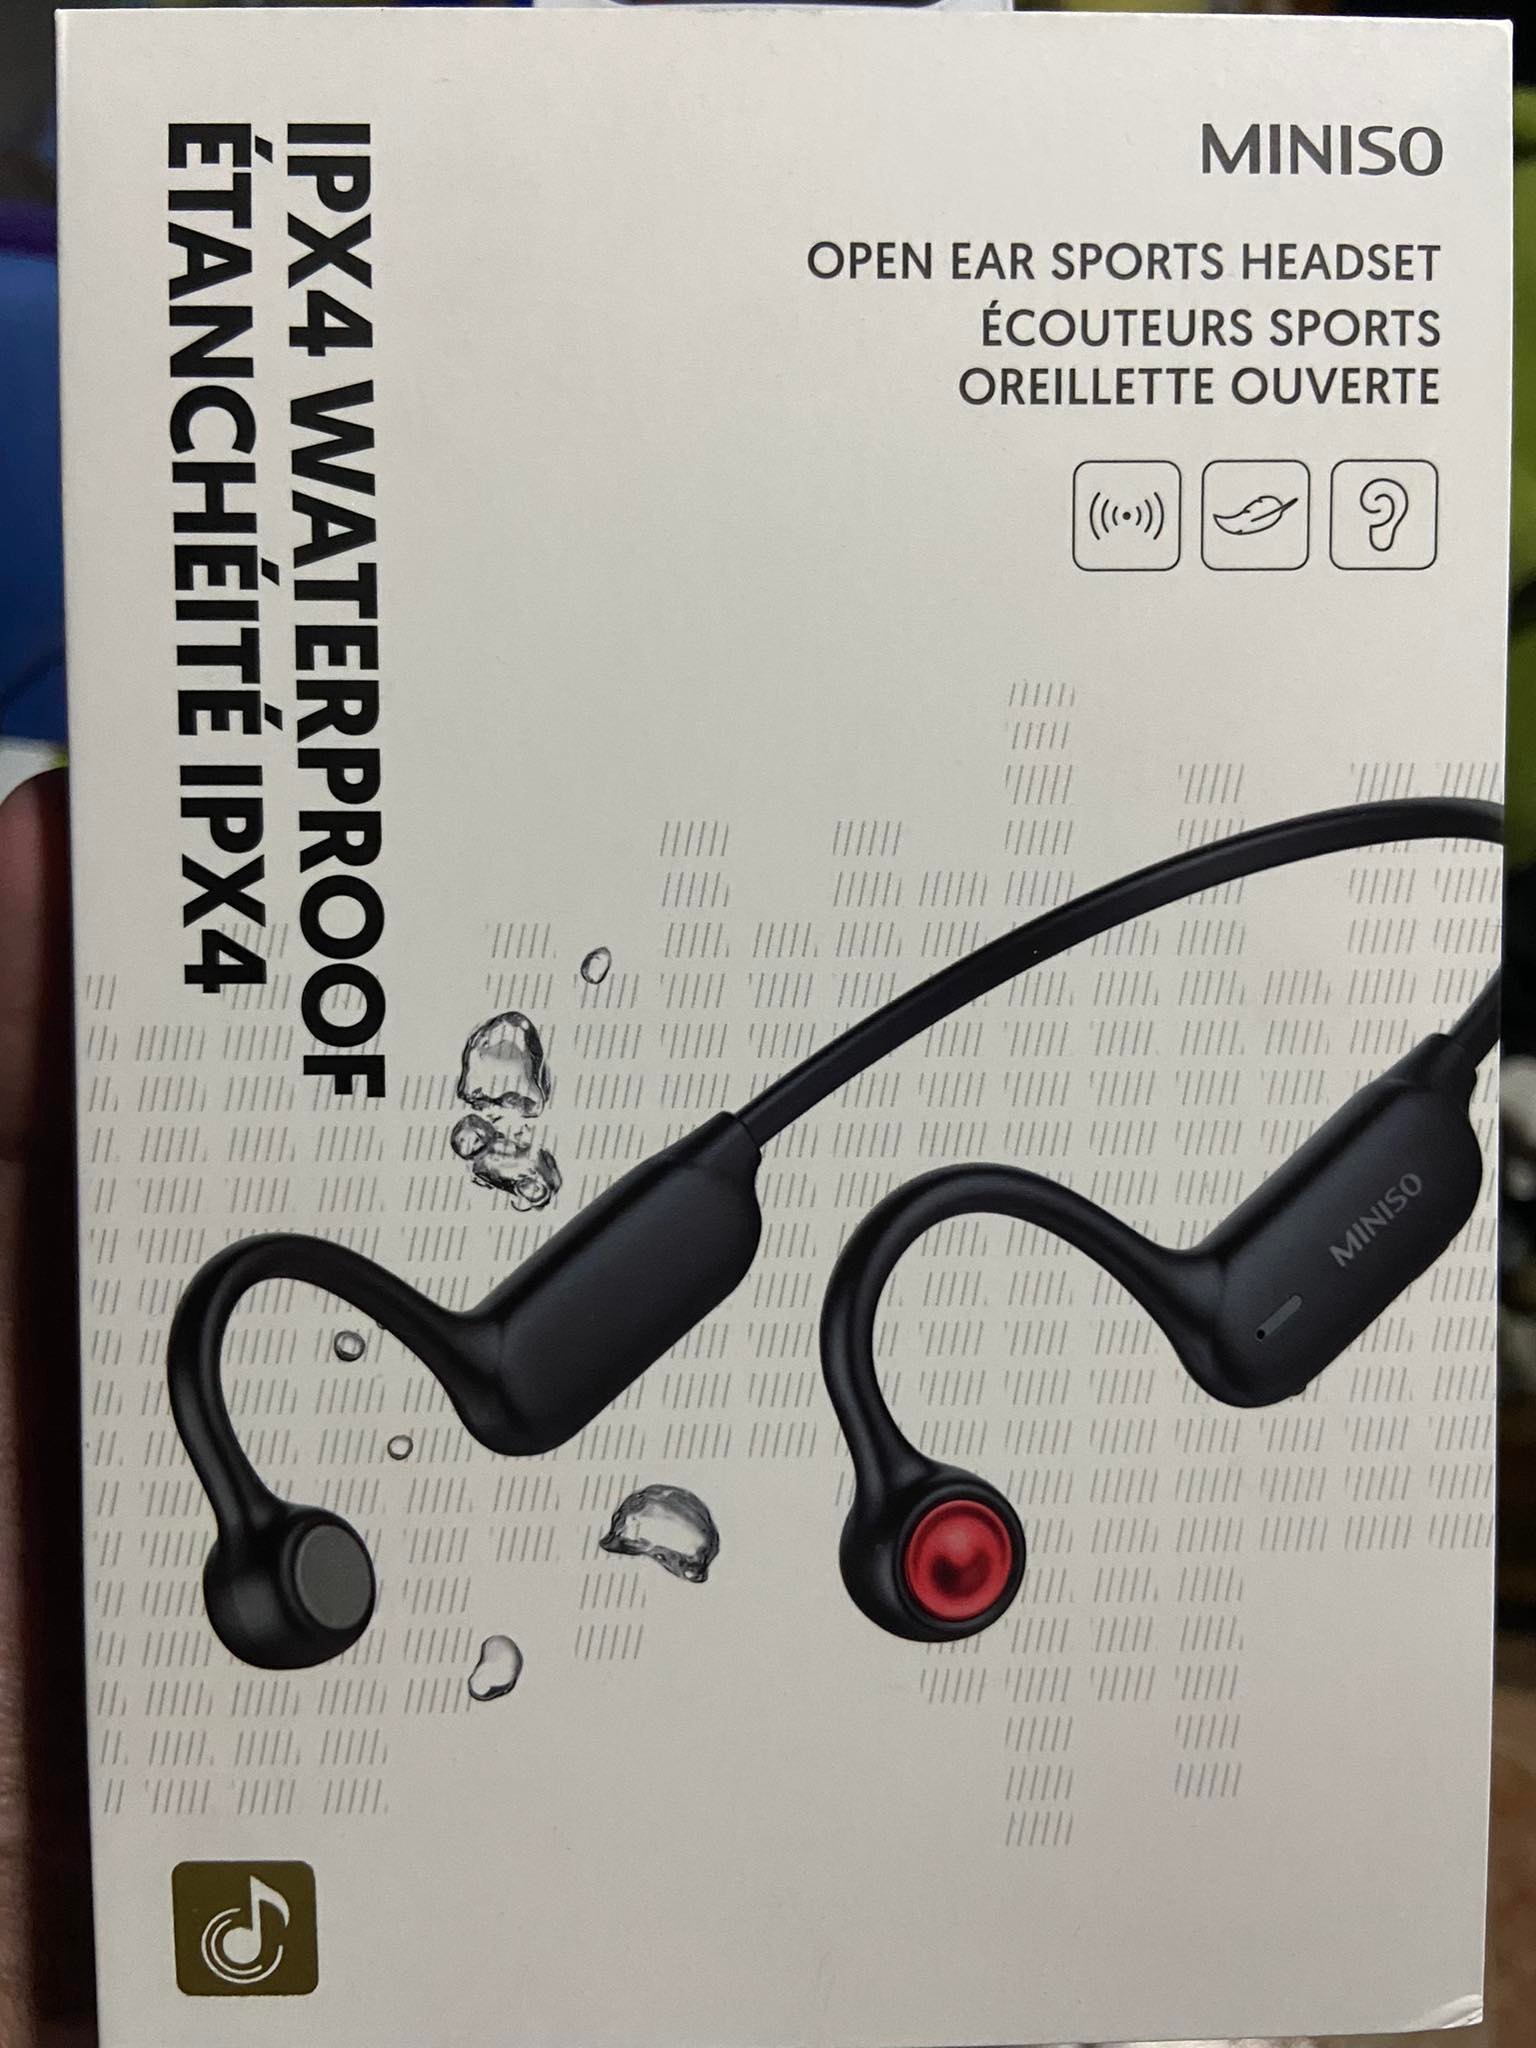 MINISO
OPEN EAR SPORTS HEADSET
ÉCOUTEURS SPORTS
OREILLETTE OUVERTE
IPX4 WATERPROOF
ÉTANCHÉITÉ IPX4
MINISO